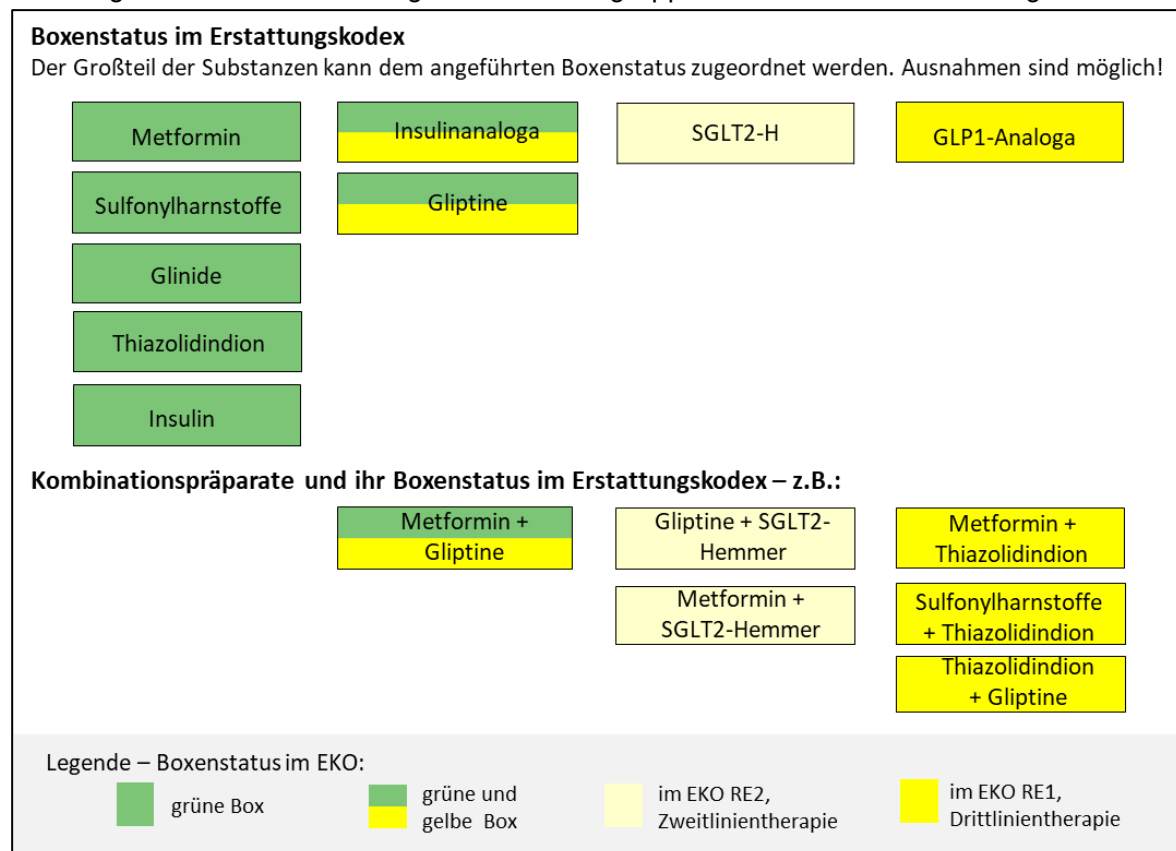 Boxenstatus im Erstattungskodex
Der Großteil der Substanzen kann dem angeführten Boxenstatus zugeordnet werden. Ausnahmen sind möglich!
Metformin
Insulinanaloga
SGLT2-H
GLP1-Analoga
Sulfonylharnstoffe
Gliptine
Glinide
Thiazolidindion
Insulin
Kombinationspräparate und ihr Boxenstatus im Erstattungskodex – z.B.:
Metformin +
Gliptine
Gliptine + SGLT2-
Hemmer
Metformin +
Thiazolidindion
Metformin +
SGLT2-Hemmer
Sulfonylharnstoffe
+ Thiazolidindion
Thiazolidindion
+ Gliptine
Legende – Boxenstatus im EKO:
grüne Box
grüne und
gelbe Box
im EKO RE2,
Zweitlinientherapie
im EKO RE1,
Drittlinientherapie